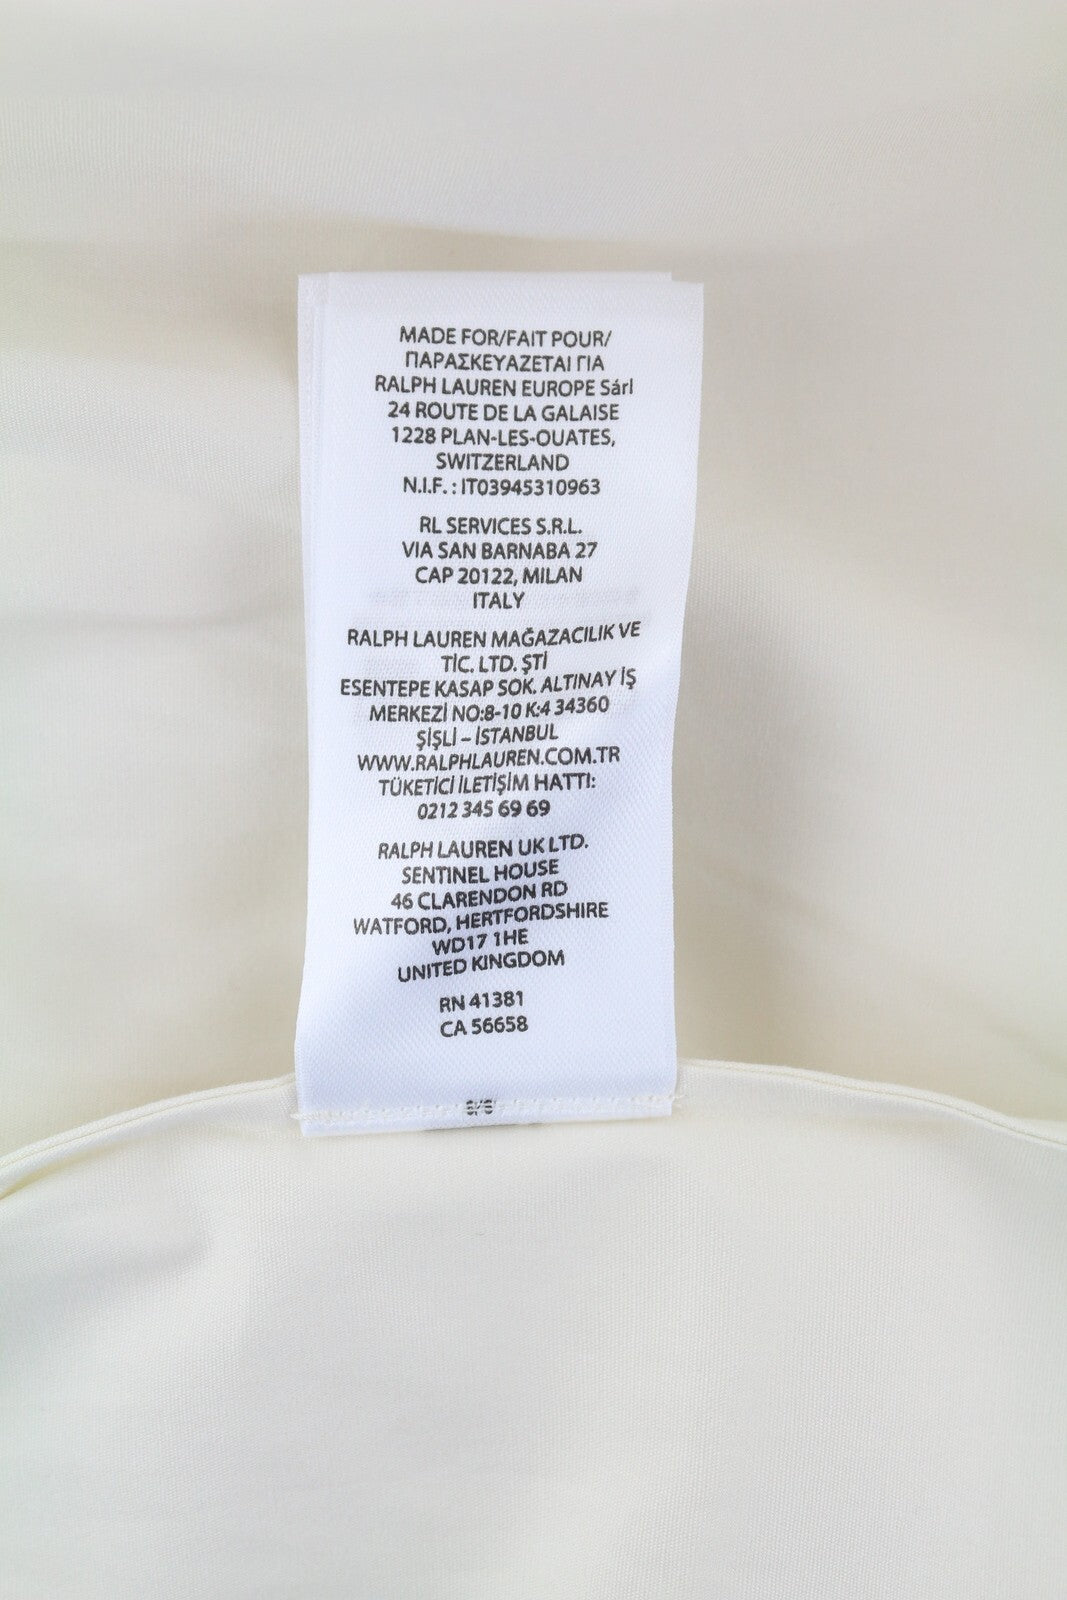 MADE FOR/FAIT POUR/
ΠΑΡΑΣΚΕΥΑΖΕΤΑΙ ΓΙΑ
RALPH LAUREN EUROPE Sárl
24 ROUTE DE LA GALAISE
1228 PLAN-LES-OUATES,
SWITZERLAND
N.I.F. : IT03945310963
RL SERVICES S.R.L.
VIA SAN BARNABA 27
CAP 20122, MILAN
ITALY
RALPH LAUREN MAĞAZACILIK VE
TİC. LTD. ŞTİ
ESENTEPE KASAP SOK. ALTINAY İŞ
MERKEZİ NO:8-10 K:4 34360
ŞİŞLİ – İSTANBUL
WWW.RALPHLAUREN.COM.TR
TÜKETİCİ İLETİŞİM HATTI:
0212 345 69 69
RALPH LAUREN UK LTD.
SENTINEL HOUSE
46 CLARENDON RD
WATFORD, HERTFORDSHIRE
WD17 1HE
UNITED KINGDOM
RN 41381
CA 56658